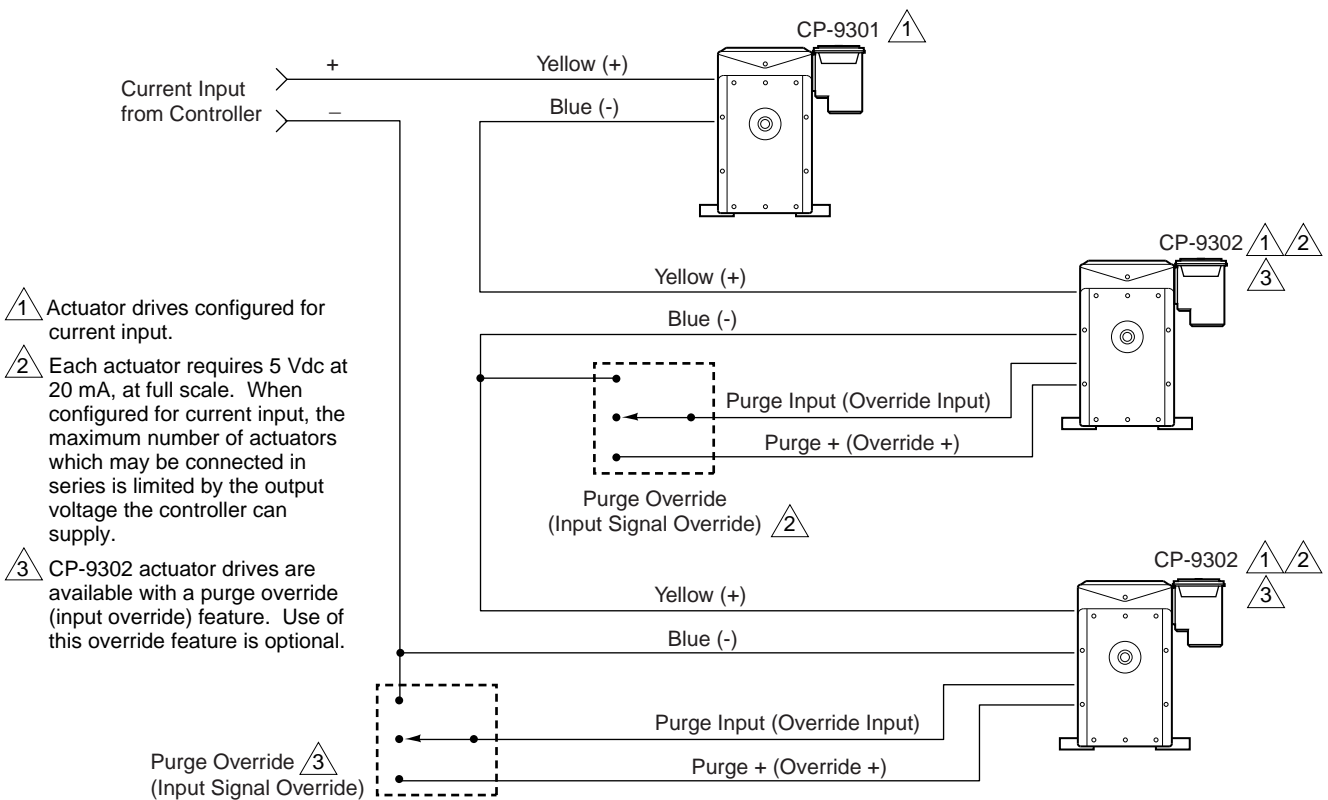 CP-9301 1
+ Yellow (+)
Current Input
from Controller
– Blue (-)
CP-9302 1 2
3
Yellow (+)
Blue (-)
1 Actuator drives configured for
current input.
2 Each actuator requires 5 Vdc at
20 mA, at full scale. When
configured for current input, the
maximum number of actuators
which may be connected in
series is limited by the output
voltage the controller can
supply.
3 CP-9302 actuator drives are
available with a purge override
(input override) feature. Use of
this override feature is optional.
Purge Input (Override Input)
Purge + (Override +)
Purge Override
(Input Signal Override) 2
CP-9302 1 2
3
Yellow (+)
Blue (-)
Purge Input (Override Input)
Purge + (Override +)
Purge Override 3
(Input Signal Override)